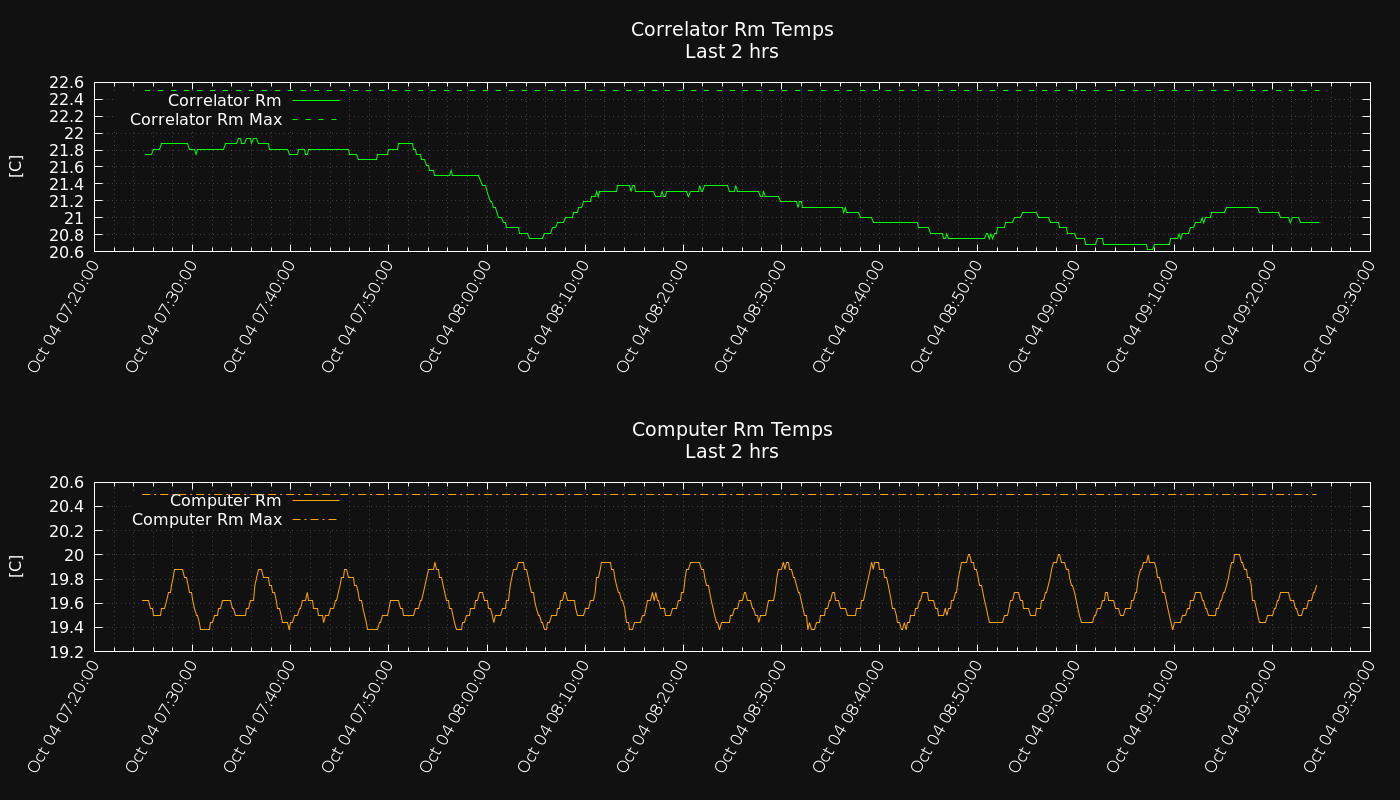 Correlator Rm Temps
Last 2 hrs
[C]
22.6
22.4
22.2
22
21.8
21.6
21.4
21.2
21
20.8
20.6
Correlator Rm
Correlator Rm Max
Oct 04 07:20:00
Oct 04 07:30:00
Oct 04 07:40:00
Oct 04 07:50:00
Oct 04 08:00:00
Oct 04 08:10:00
Oct 04 08:20:00
Oct 04 08:30:00
Oct 04 08:40:00
Oct 04 08:50:00
Oct 04 09:00:00
Oct 04 09:10:00
Oct 04 09:20:00
Oct 04 09:30:00
Computer Rm Temps
Last 2 hrs
[C]
20.6
20.4
20.2
20
19.8
19.6
19.4
19.2
Computer Rm
Computer Rm Max
Oct 04 07:20:00
Oct 04 07:30:00
Oct 04 07:40:00
Oct 04 07:50:00
Oct 04 08:00:00
Oct 04 08:10:00
Oct 04 08:20:00
Oct 04 08:30:00
Oct 04 08:40:00
Oct 04 08:50:00
Oct 04 09:00:00
Oct 04 09:10:00
Oct 04 09:20:00
Oct 04 09:30:00